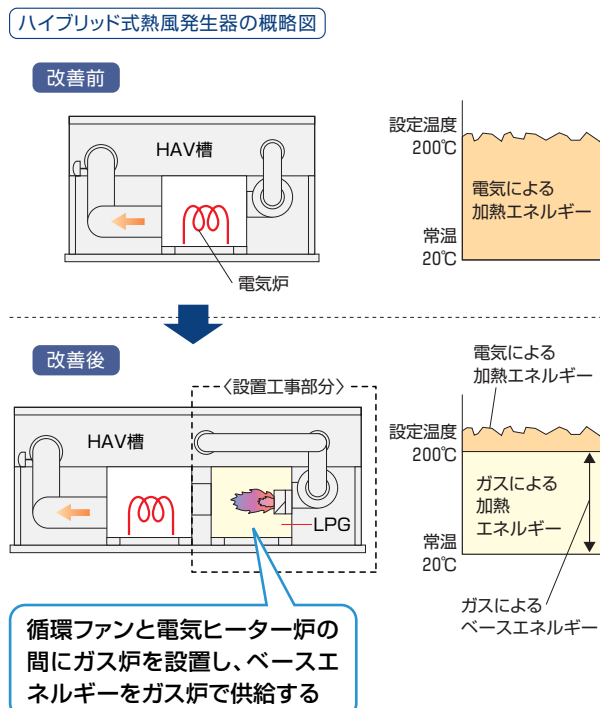 ハイブリッド式熱風発生器の概略図
改善前
HAV槽
電気炉
設定温度
200℃
電気による
加熱エネルギー
常温
20℃
改善後
〈設置工事部分〉
HAV槽
LPG
電気による
加熱エネルギー
設定温度
200℃
ガスによる
加熱
エネルギー
常温
20℃
ガスによる
ベースエネルギー
循環ファンと電気ヒーター炉の
間にガス炉を設置し、ベースエ
ネルギーをガス炉で供給する